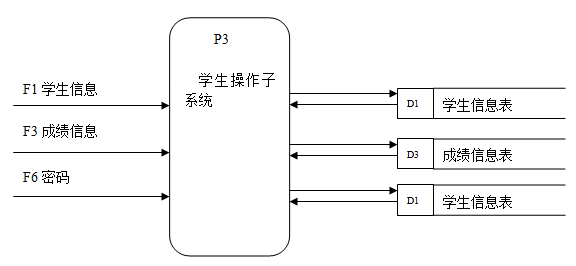 P3
学生操作子
系统
F1 学生信息
F3 成绩信息
F6 密码
D1 学生信息表
D3 成绩信息表
D1 学生信息表